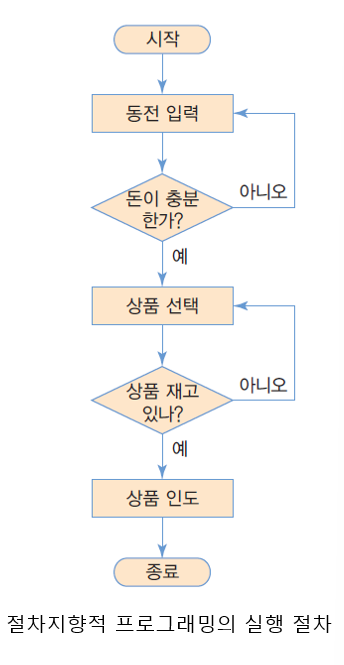 시작
동전 입력
돈이 충분
한가?
아니오
예
상품 선택
상품 재고
있나?
아니오
예
상품 인도
종료
절차지향적 프로그래밍의 실행 절차